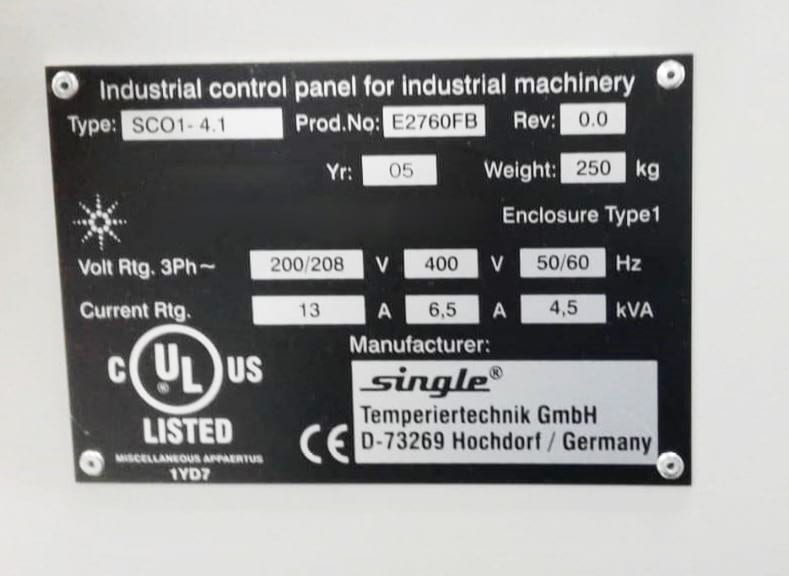 Industrial control panel for industrial machinery
Type: SCO1-4.1 Prod.No: E2760FB Rev: 0.0
Yr: 05 Weight: 250 kg
Enclosure Type1
Volt Rtg. 3Ph~ 200/208 V 400 V 50/60 Hz
Current Rtg. 13 A 6,5 A 4,5 kVA
Manufacturer:
single®
Temperiertechnik GmbH
D-73269 Hochdorf / Germany
C UL® US
LISTED
MISCELLANEOUS APPAERTUS
1YD7
CE